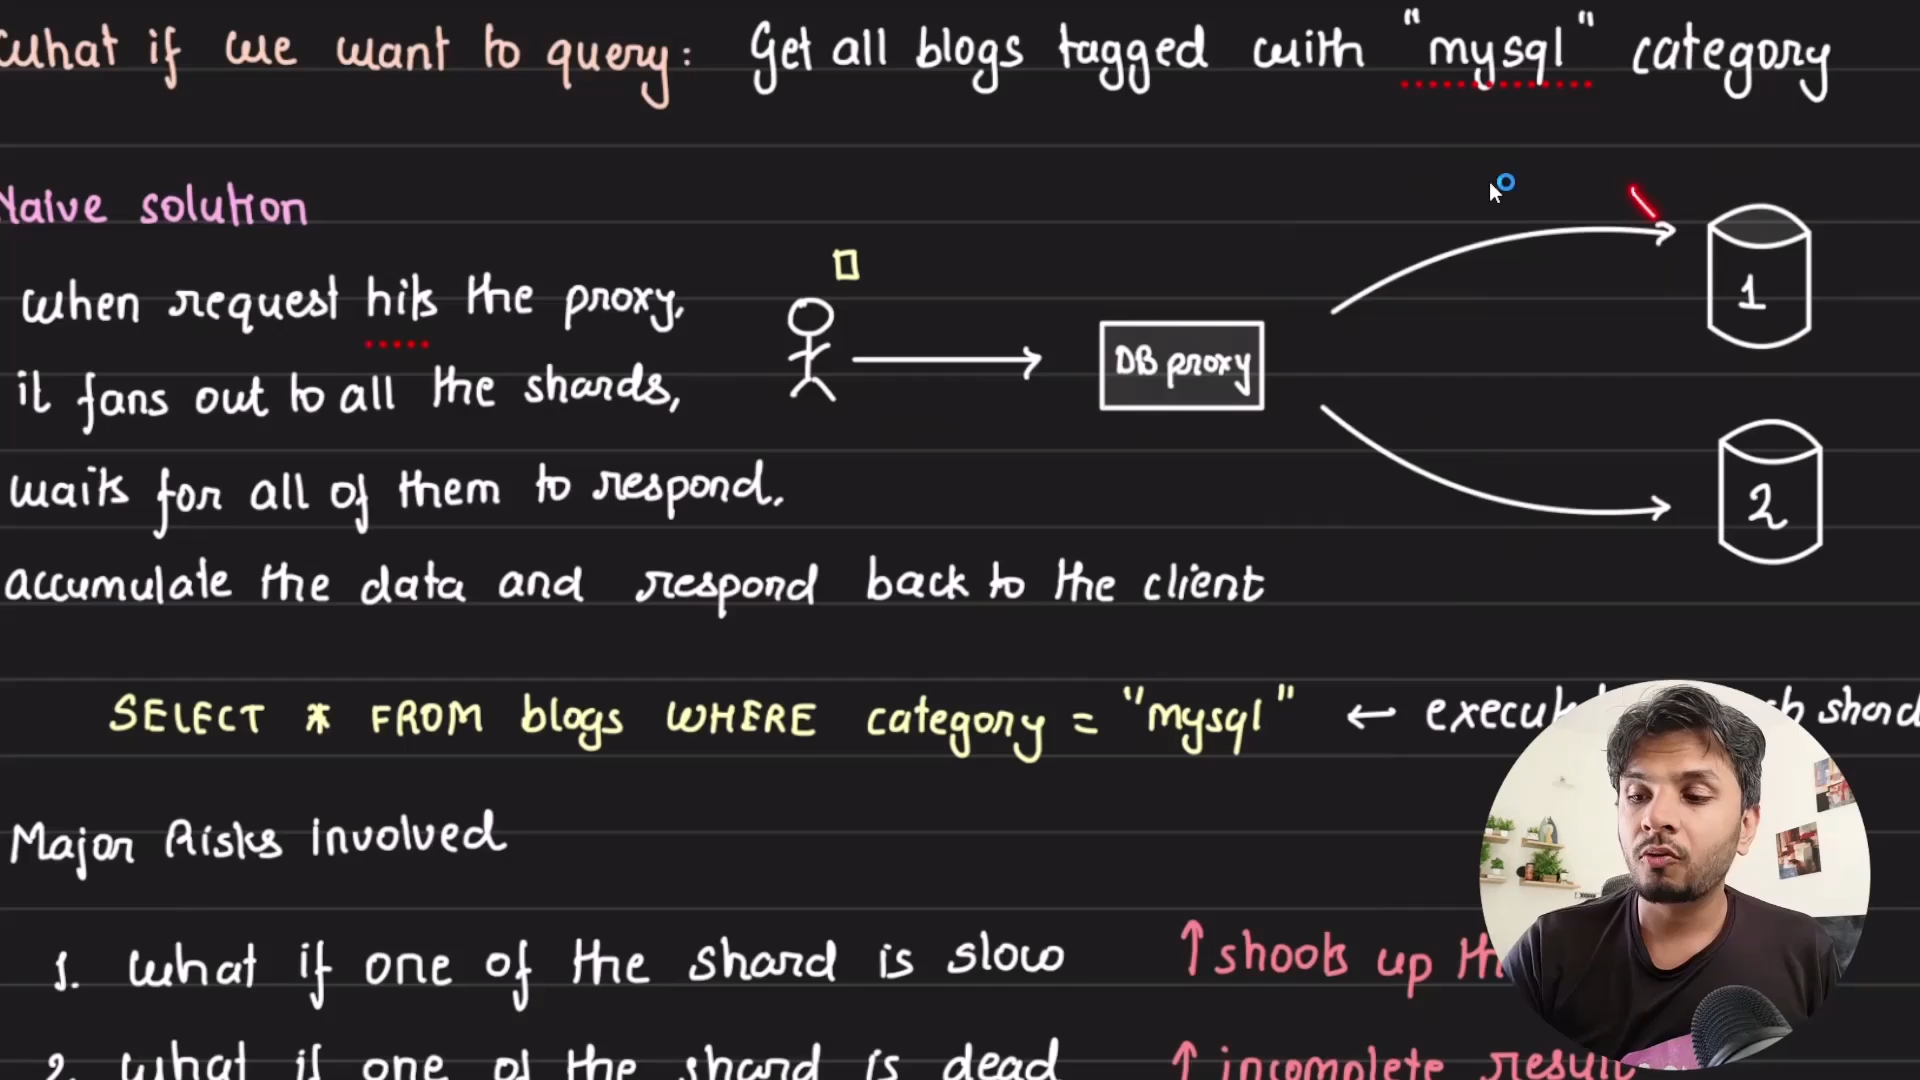 What if we want to query: Get all blogs tagged with "mysql" category
Naive solution
when request hits the proxy,
it fans out to all the shards,
waits for all of them to respond.
accumulate the data and respond back to the client
DB proxy
1
2
SELECT * FROM blogs WHERE category = "mysql" ← shard
Major Risks involved
1. What if one of the shard is slow ↑ shoots up
2. What if one of the shard is dead ↑ incomplete